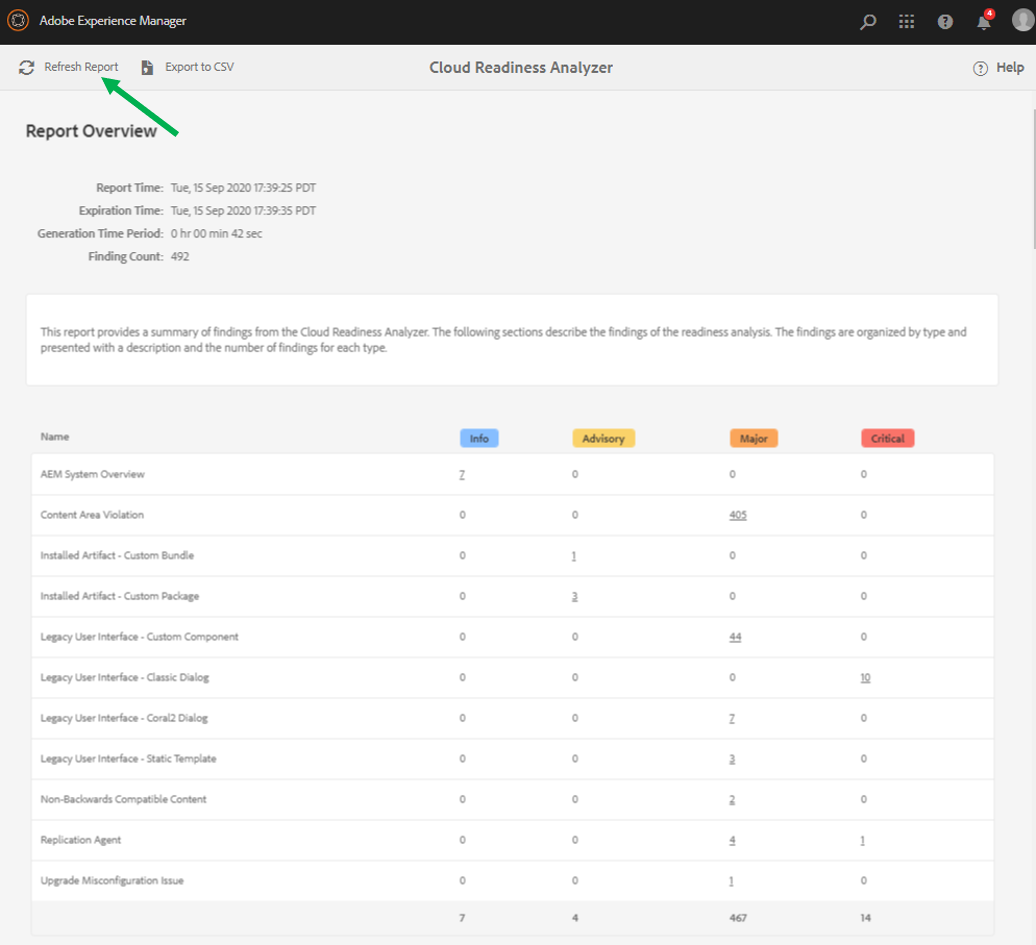 Adobe Experience Manager
4
Refresh Report Export to CSV Cloud Readiness Analyzer Help
Report Overview
Report Time: Tue, 15 Sep 2020 17:39:25 PDT
Expiration Time: Tue, 15 Sep 2020 17:39:35 PDT
Generation Time Period: 0 hr 00 min 42 sec
Finding Count: 492
This report provides a summary of findings from the Cloud Readiness Analyzer. The following sections describe the findings of the readiness analysis. The findings are organized by type and
presented with a description and the number of findings for each type.
Name Info Advisory Major Critical
AEM System Overview 7 0 0 0
Content Area Violation 0 0 405 0
Installed Artifact - Custom Bundle 0 1 0 0
Installed Artifact - Custom Package 0 3 0 0
Legacy User Interface - Custom Component 0 0 44 0
Legacy User Interface - Classic Dialog 0 0 0 10
Legacy User Interface - Coral2 Dialog 0 0 7 0
Legacy User Interface - Static Template 0 0 3 0
Non-Backwards Compatible Content 0 0 2 0
Replication Agent 0 0 4 1
Upgrade Misconfiguration Issue 0 0 1 0
7 4 467 14